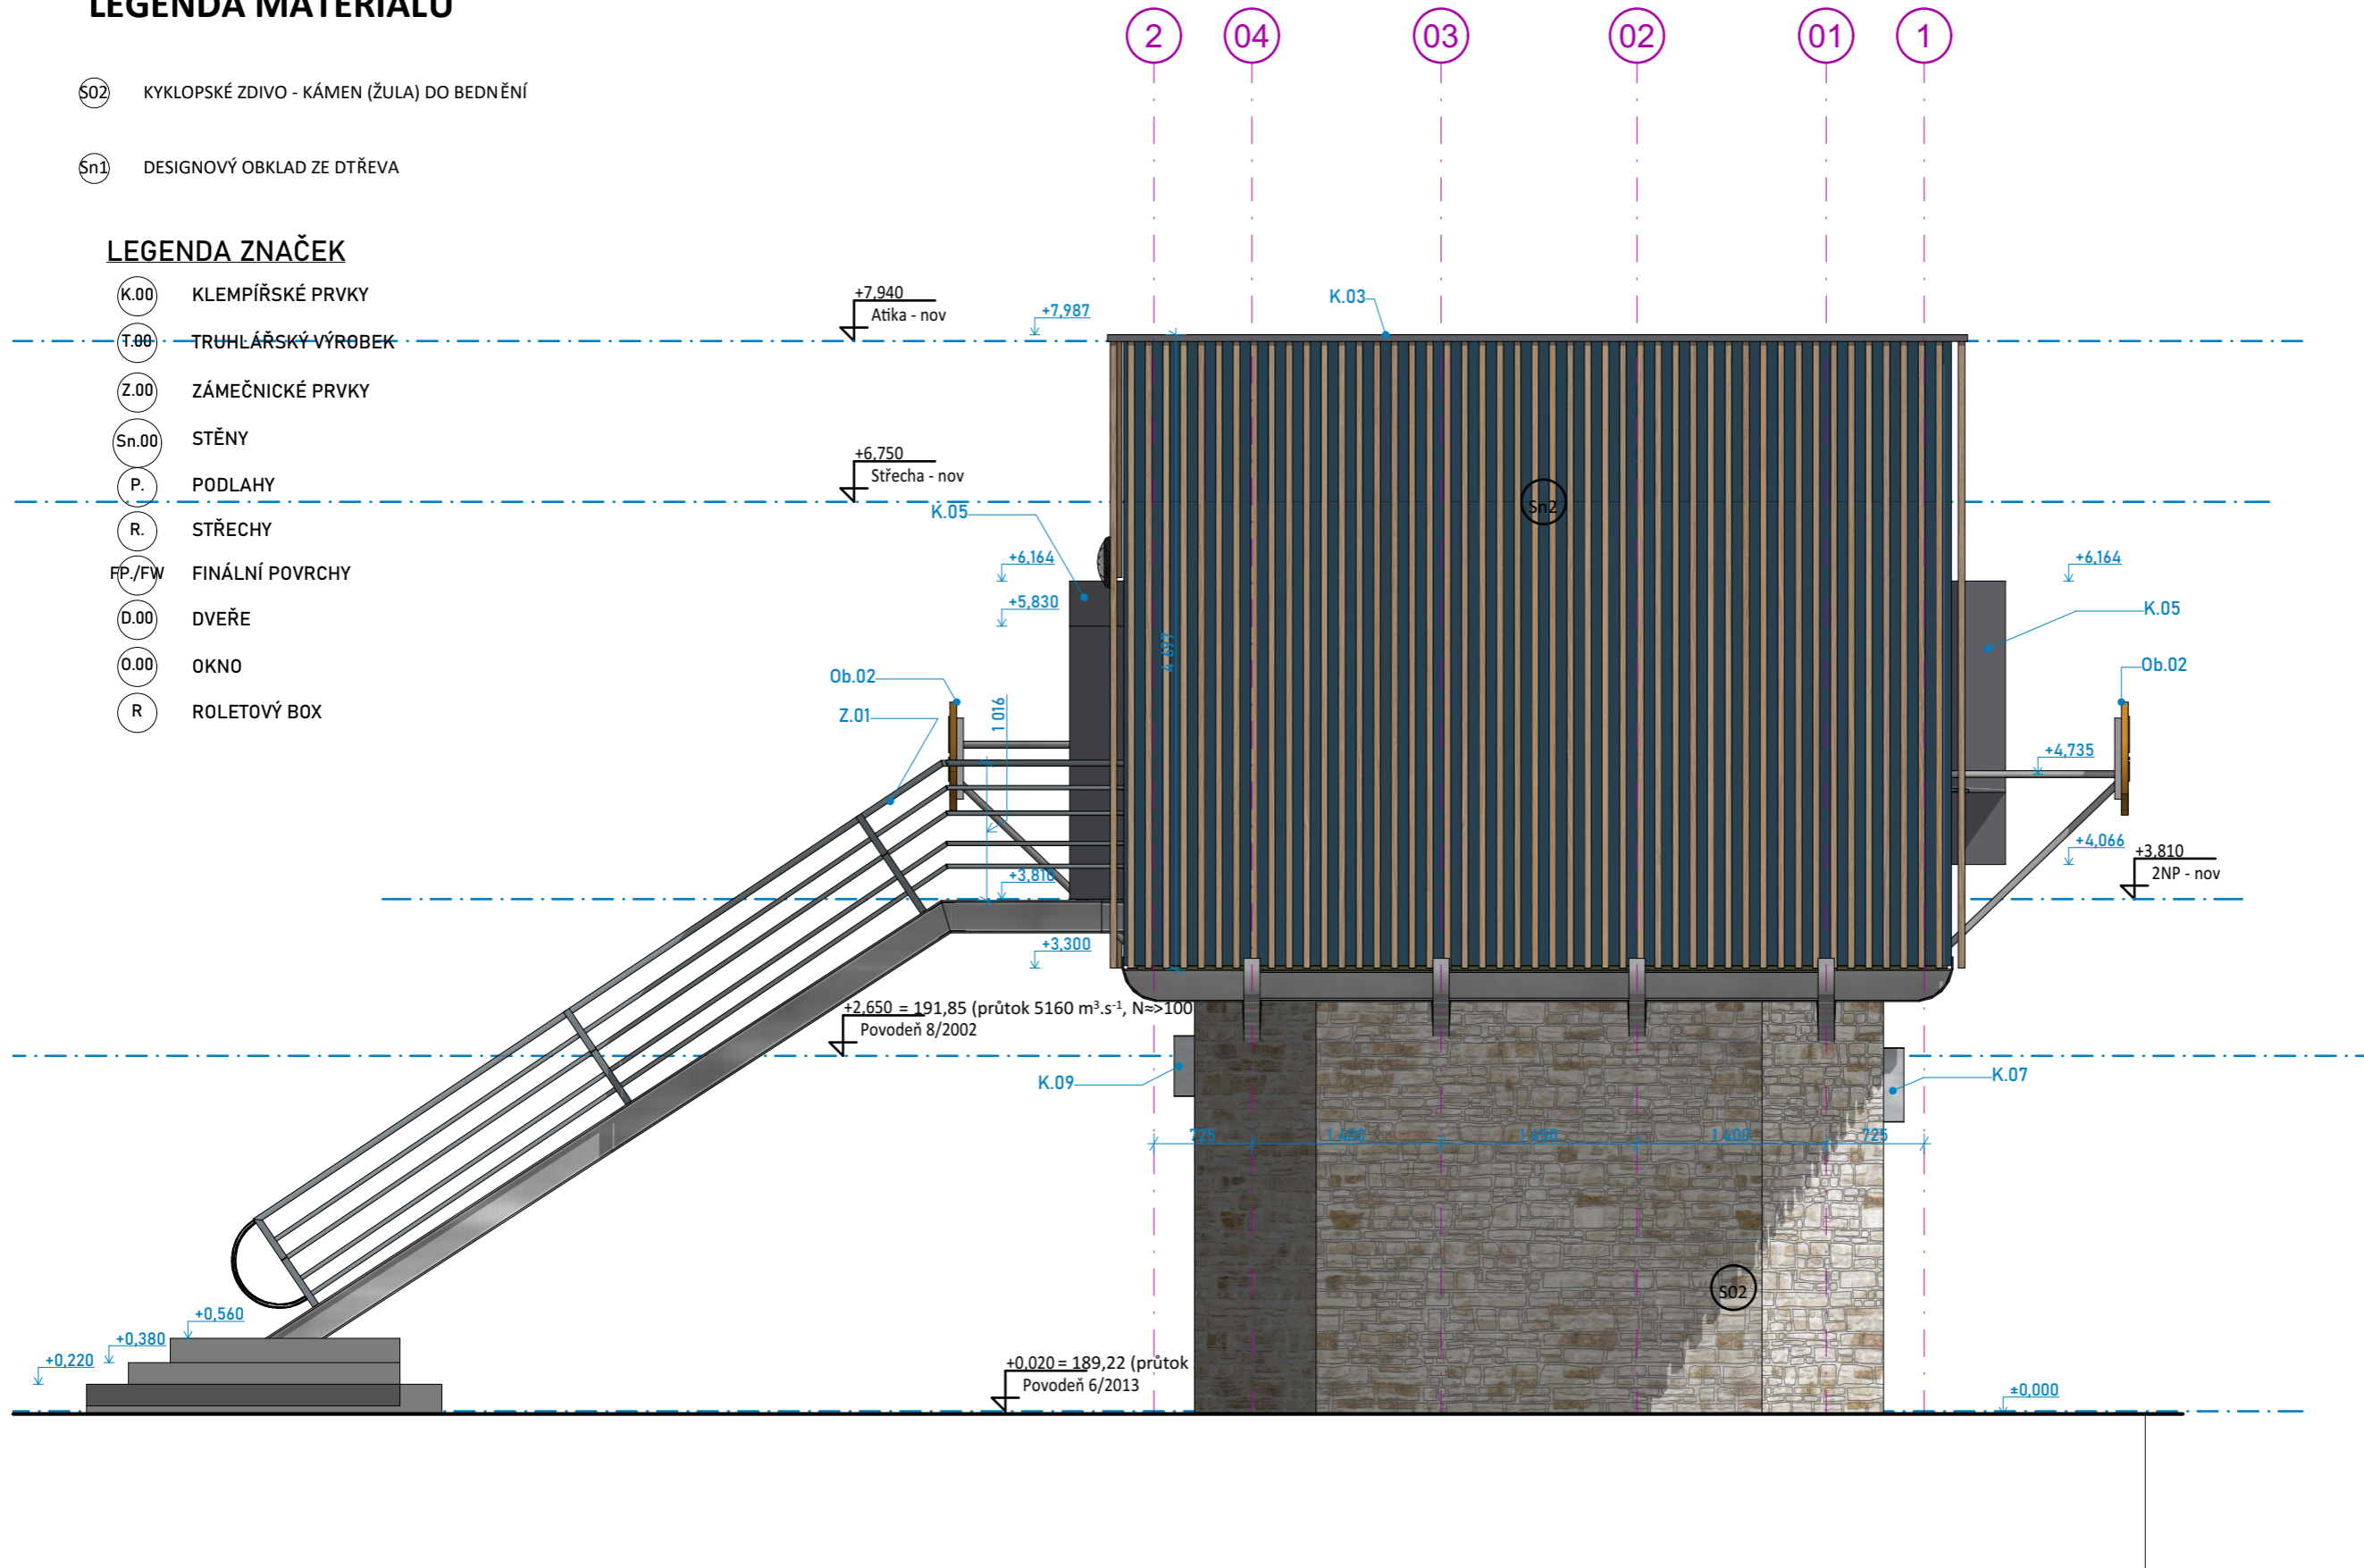 LEGENDA MATERIÁLŮ
S02 KYKLOPSKÉ ZDIVO - KÁMEN (ŽULA) DO BEDNĚNÍ
Sn1 DESIGNOVÝ OBKLAD ZE DTŘEVA
LEGENDA ZNAČEK
K.00 KLEMPÍŘSKÉ PRVKY
T.00 TRUHLÁŘSKÝ VÝROBEK
Z.00 ZÁMEČNICKÉ PRVKY
Sn.00 STĚNY
P. PODLAHY
R. STŘECHY
FP./FW FINÁLNÍ POVRCHY
D.00 DVEŘE
O.00 OKNO
R ROLETOVÝ BOX
2 04 03 02 01 1
+7,940
Atika - nov
+7,987
K.03
+6,750
Střecha - nov
K.05
Sn2
+6,164
+6,164
+5,830
K.05
4 697
Ob.02
Ob.02
Z.01
1 016
+4,735
+4,066
+3,810
2NP - nov
+3,810
+3,300
+2,650 = 191,85 (průtok 5160 m³.s⁻¹, N≈>100
Povodeň 8/2002
K.09
K.07
725 1 400 1 450 1 400 725
S02
+0,560
+0,380
+0,220
+0,020 = 189,22 (průtok
Povodeň 6/2013
±0,000